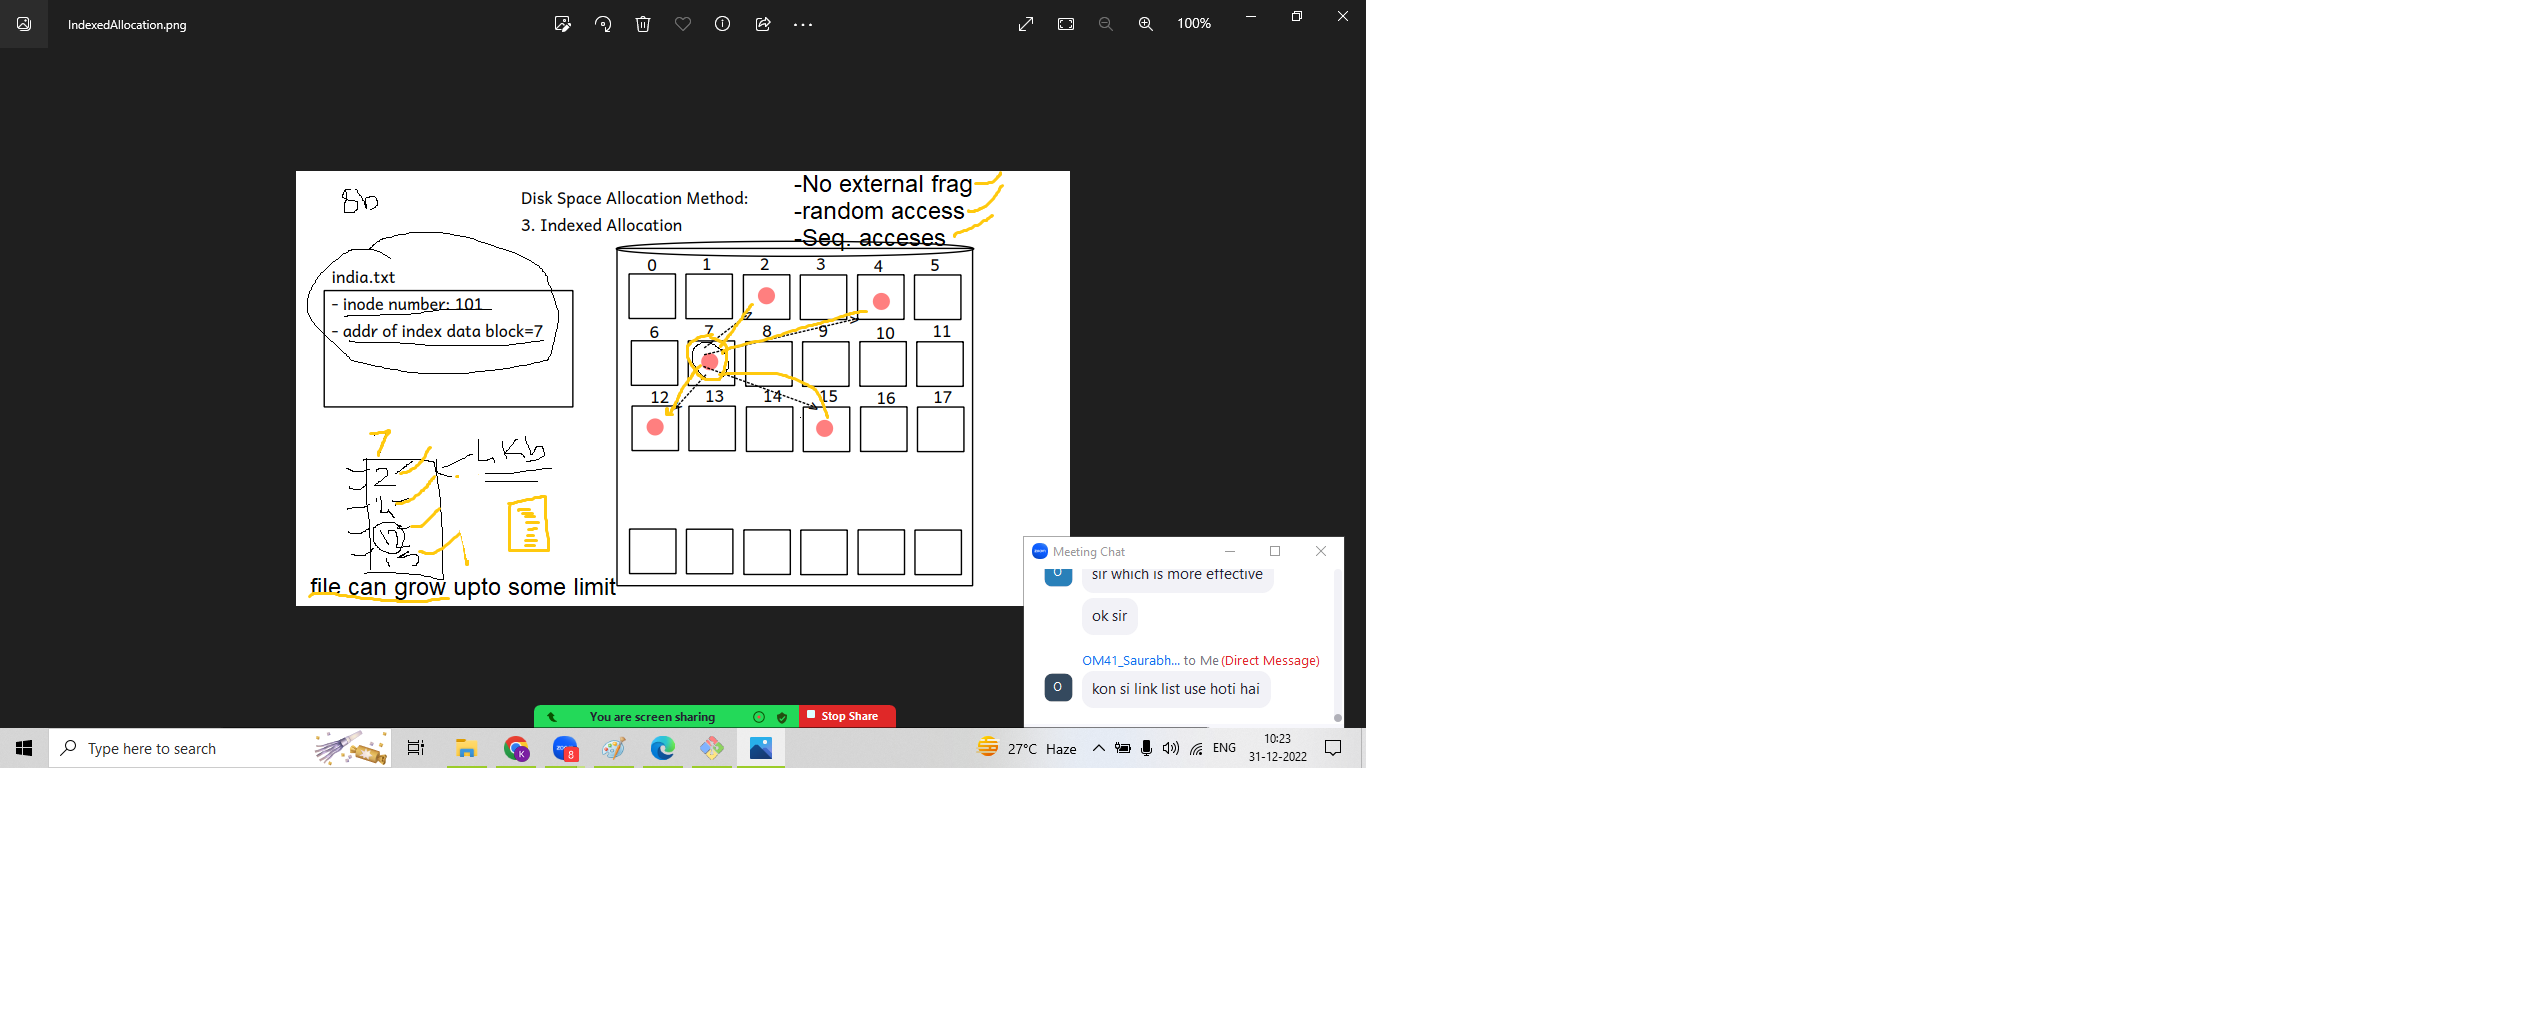 IndexedAllocation.png
100%
8b
Disk Space Allocation Method:
3. Indexed Allocation
-No external frag
-random access
-Seq. acceses
india.txt
- inode number: 101
- addr of index data block=7
0 1 2 3 4 5
6 7 8 9 10 11
12 13 14 15 16 17
7
2
4
12
15
4Kb
file can grow upto some limit
Meeting Chat
O
sir which is more effective
ok sir
OM41_Saurabh... to Me(Direct Message)
O
kon si link list use hoti hai
You are screen sharing
Stop Share
Type here to search
K
zoom
8
27°C Haze
ENG
10:23
31-12-2022